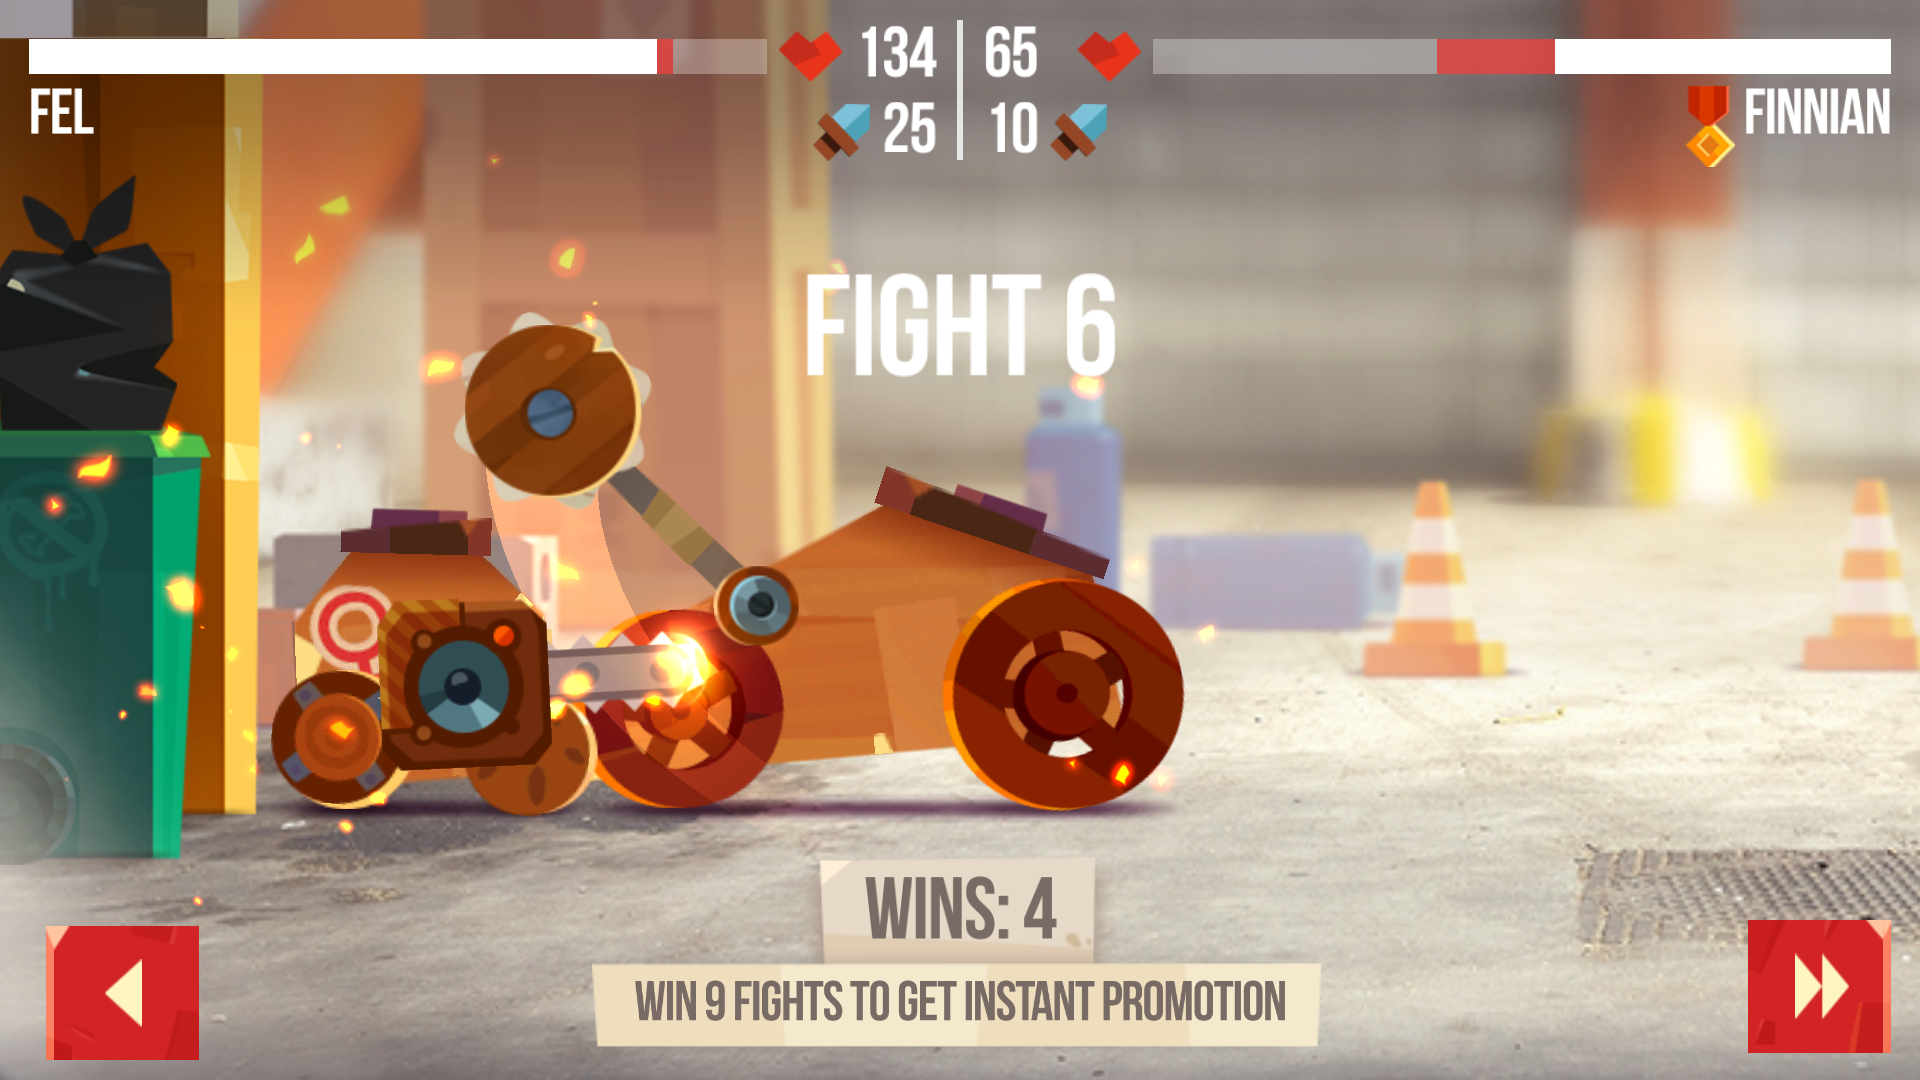 134 65
FEL
25 10
FINNIAN
FIGHT 6
WINS: 4
WIN 9 FIGHTS TO GET INSTANT PROMOTION